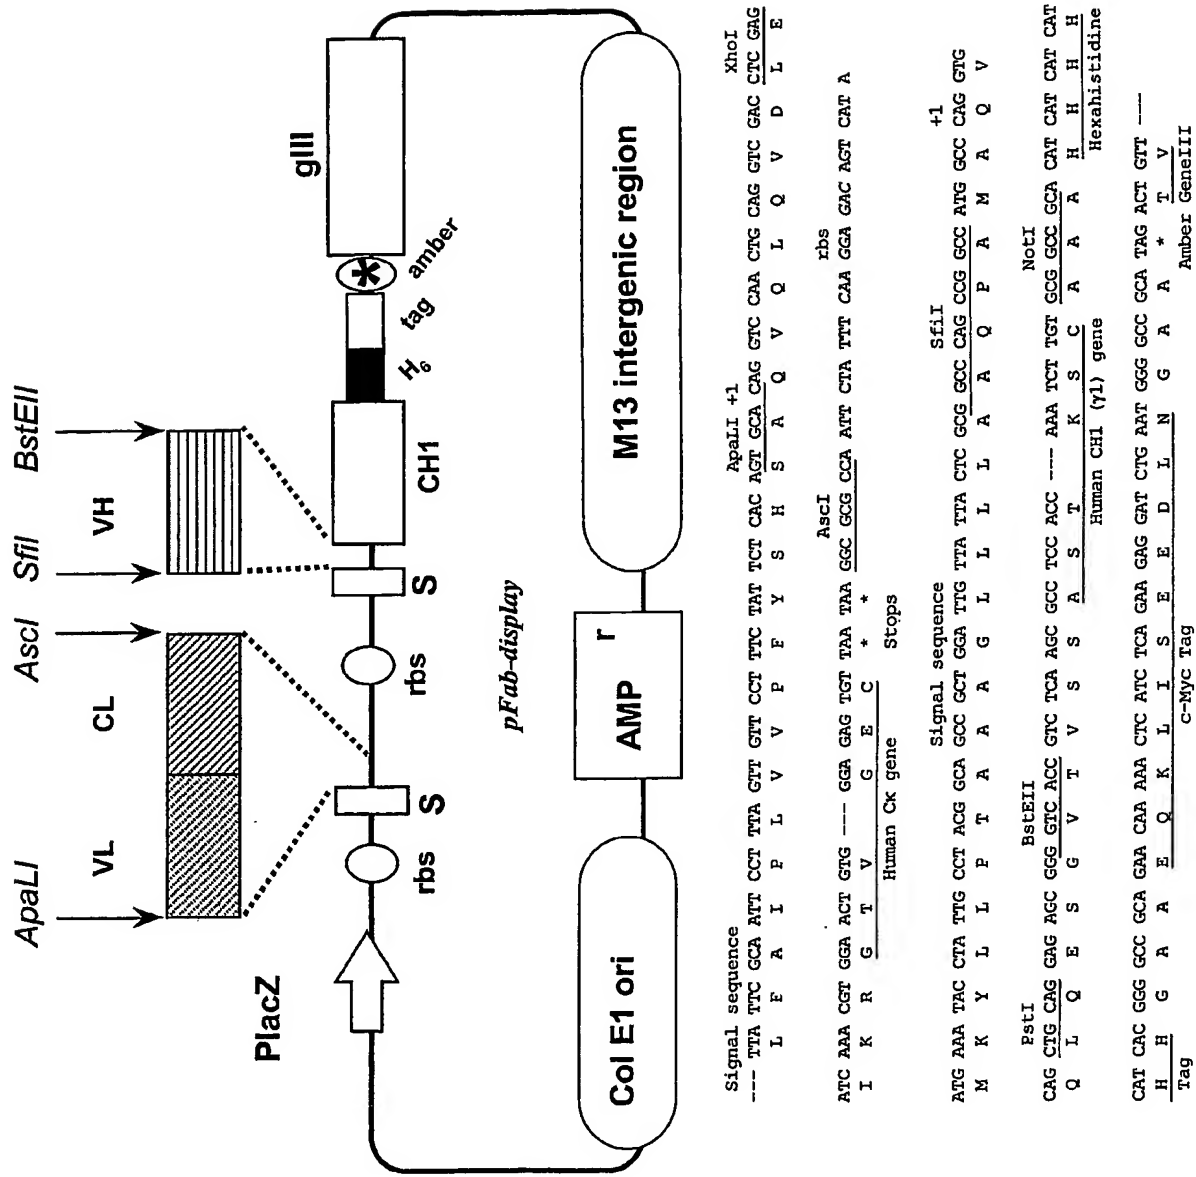 ApaLI AscI SfiI BstEII
VL CL VH
PlacZ
rbs S rbs S CH1 H6 tag * amber gIII
pFab-display
Col E1 ori AMP r M13 intergenic region
Signal sequence ApaLI +1 XhoI
--- TTA TTC GCA ATT CCT TTA GTT GTT CCT TTC TAT TCT CAC AGT GCA CAG GTC CAA CTG CAG GTC GAC CTC GAG
L F A I P L V V P F Y S H S A Q V Q L Q V D L E
AscI rbs
ATC AAA CGT GGA ACT GTG --- GGA GAG TGT TAA TAA GGC GCG CCA ATT CTA TTT CAA GGA GAC AGT CAT A
I K R G T V G E C * *
Human Cκ gene Stops
Signal sequence SfiI +1
ATG AAA TAC CTA TTG CCT ACG GCA GCC GCT GGA TTG TTA TTA CTC GCG GCC CAG CCG GCC ATG GCC CAG GTG
M K Y L L P T A A A G L L L L A A Q P A M A Q V
PstI BstEII NotI
CAG CTG CAG GAG AGC GGG GTC ACC GTC TCA AGC GCC TCC ACC --- AAA TCT TGT GCG GCC GCA CAT CAT CAT CAT
Q L Q E S G V T V S S A S T K S C A A A H H H H
Human CH1 (γ1) gene Hexahistidine
CAT CAC GGG GCC GCA GAA CAA AAA CTC ATC TCA GAA GAG GAT CTG AAT GGG GCC GCA TAG ACT GTT ---
H H G A A E Q K L I S E E D L N G A A * T V
Tag c-Myc Tag Amber GeneIII